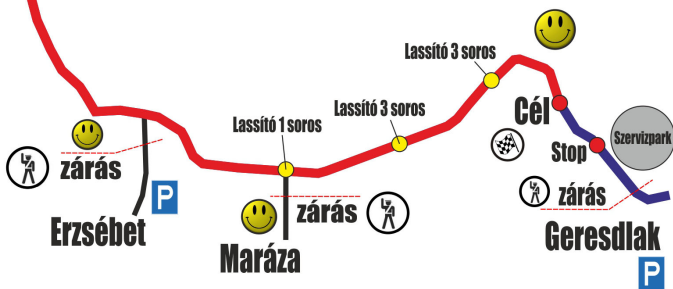 Lassító 3 soros
Lassító 3 soros
Lassító 1 soros
Cél
Szervizpark
Stop
zárás
P
Erzsébet
zárás
Maráza
zárás
Geresdlak
P